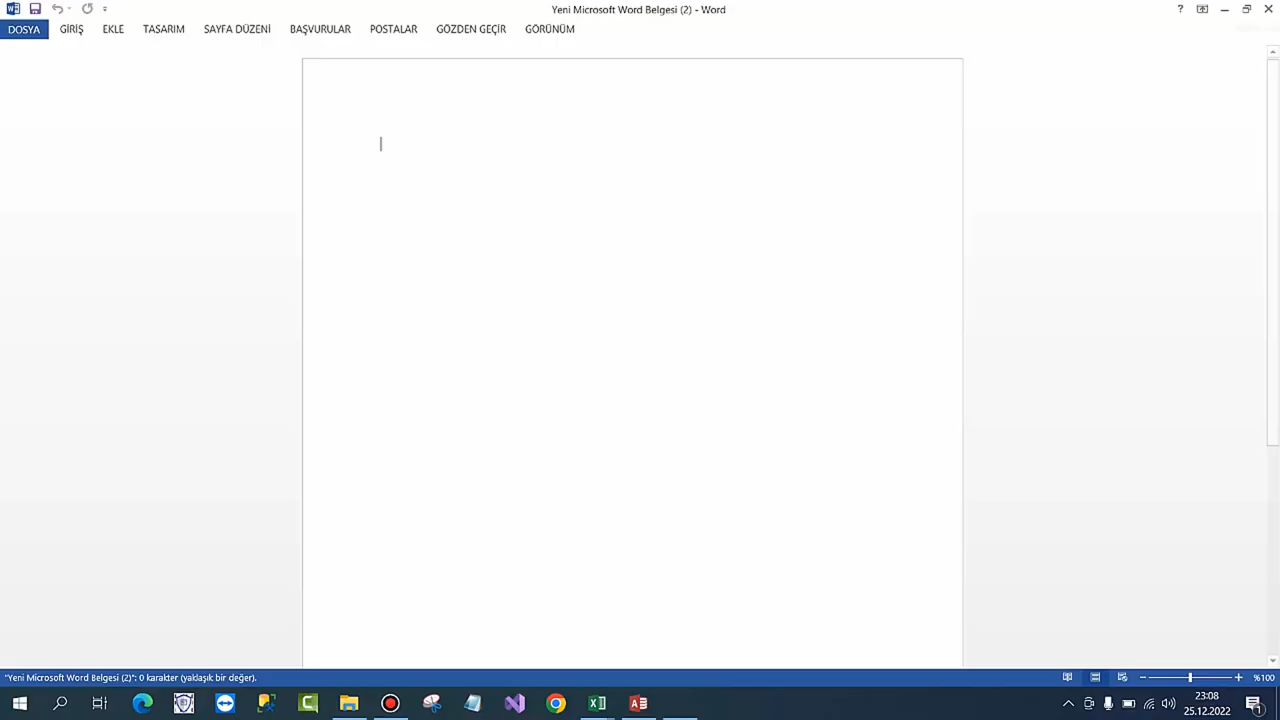 Yeni Microsoft Word Belgesi (2) - Word
DOSYA GİRİŞ EKLE TASARIM SAYFA DÜZENİ BAŞVURULAR POSTALAR GÖZDEN GEÇİR GÖRÜNÜM
"Yeni Microsoft Word Belgesi (2)": 0 karakter (yaklaşık bir değer).
%100
23:08
25.12.2022